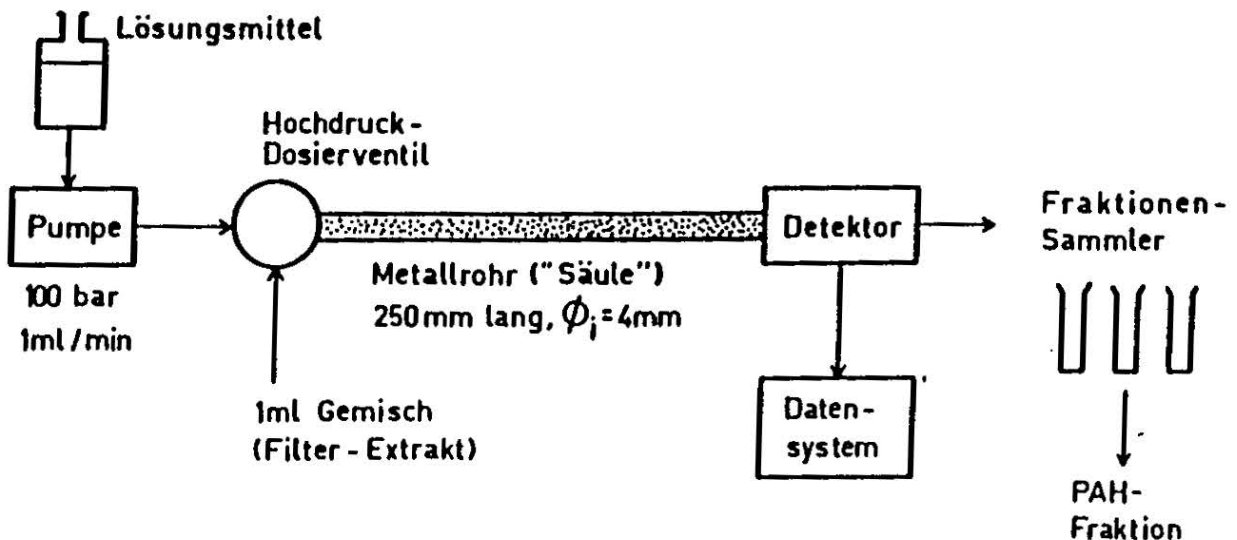 Lösungsmittel
Hochdruck-
Dosierventil
Pumpe
100 bar
1ml/min
Metallrohr ("Säule")
250mm lang, Φi=4mm
1ml Gemisch
(Filter-Extrakt)
Detektor
Daten-
system
Fraktionen-
Sammler
PAH-
Fraktion